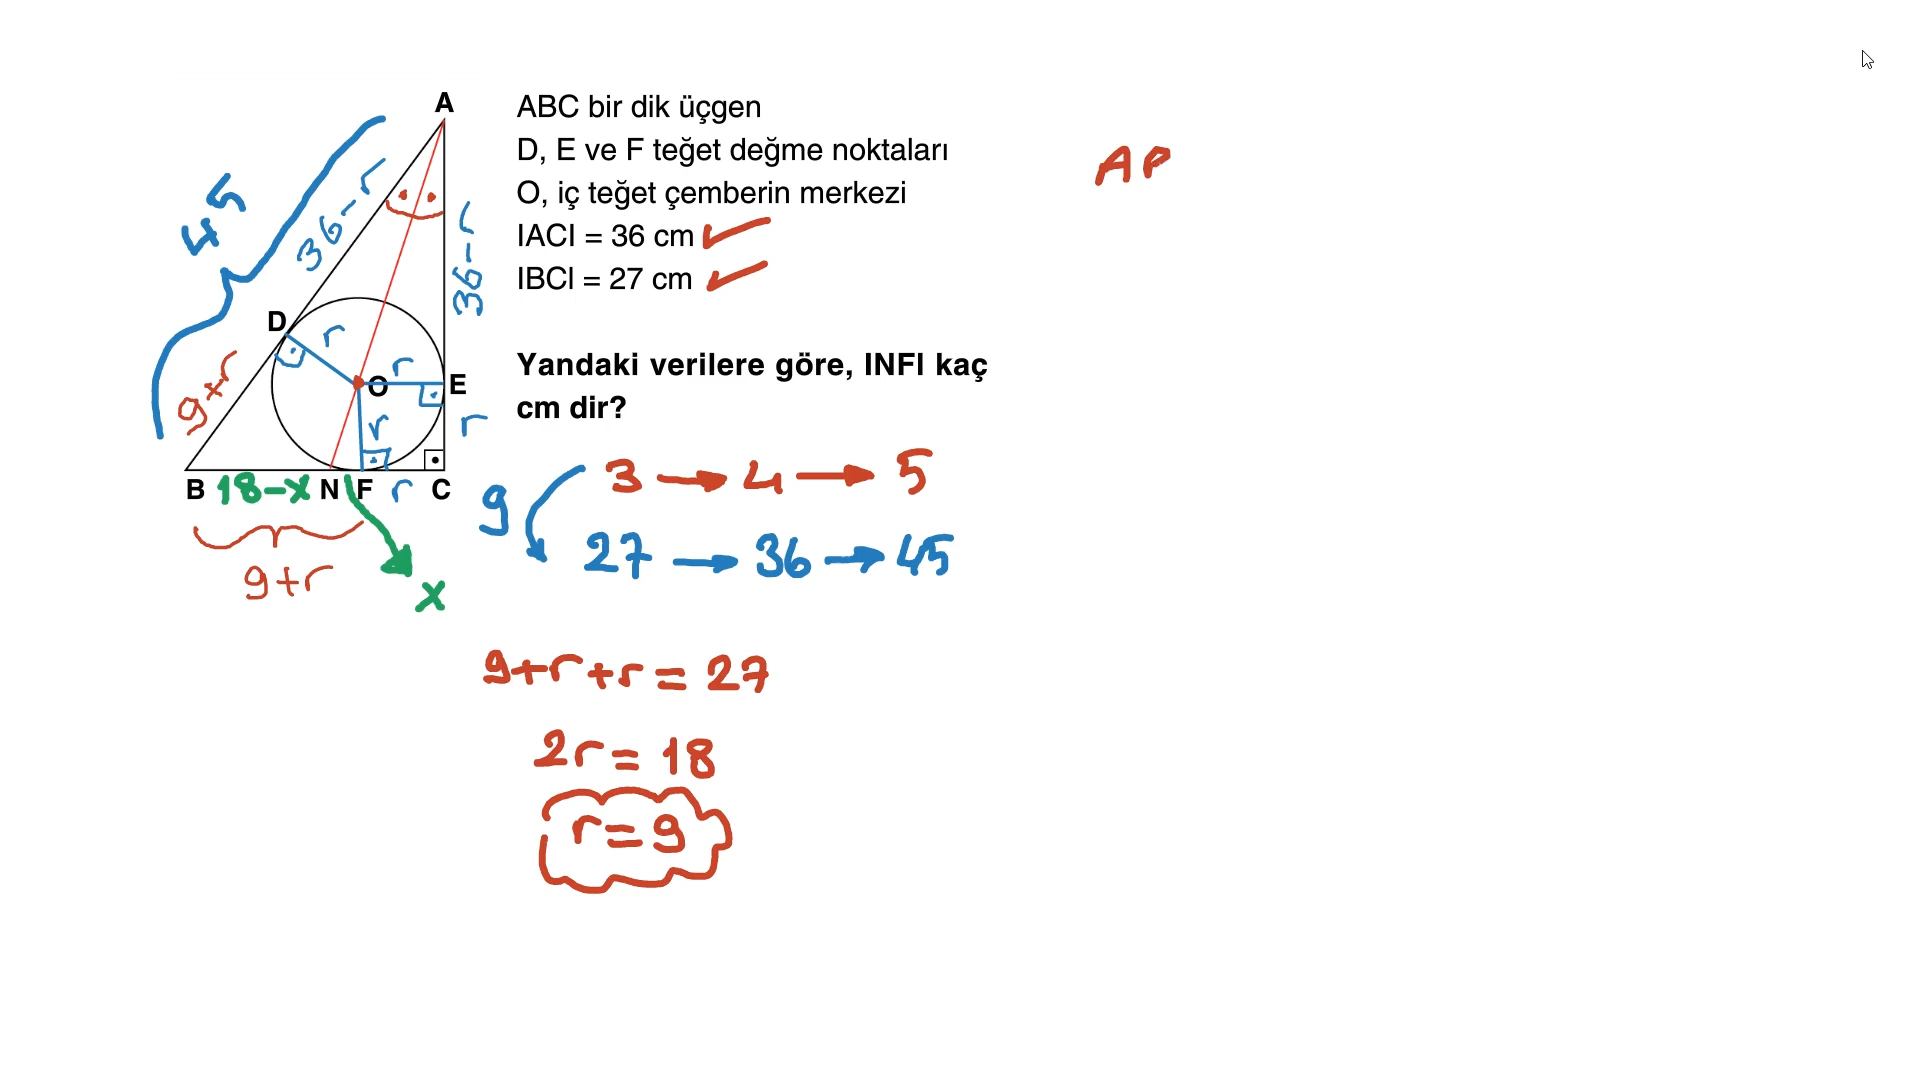 A
ABC bir dik üçgen
D, E ve F teğet değme noktaları
O, iç teğet çemberin merkezi
IACI = 36 cm
IBCI = 27 cm
Yandaki verilere göre, INFI kaç
cm dir?
AP
45
36-r
36-r
D
r
r
O
E
9+r
r
r
B 18-x N F r C
9+r
x
9
3 → 4 → 5
27 → 36 → 45
9+r+r=27
2r=18
r=9